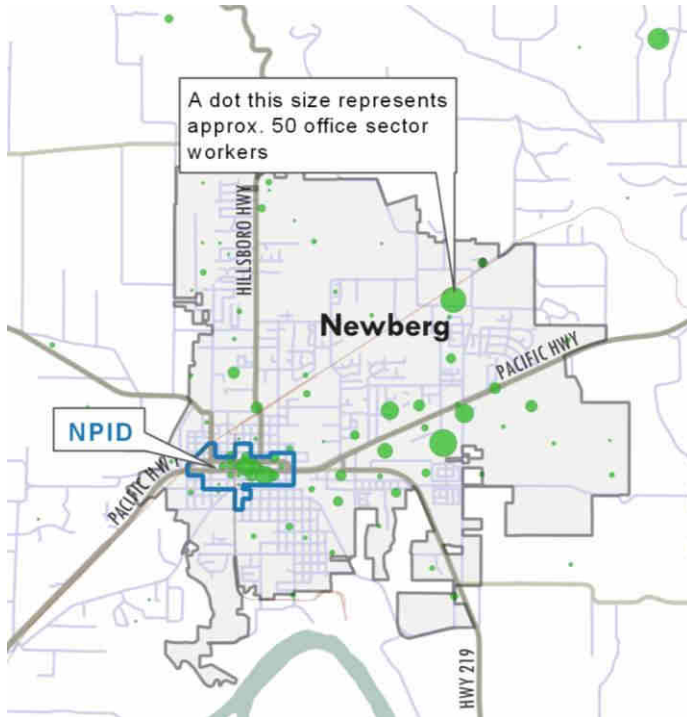 A dot this size represents
approx. 50 office sector
workers
HILLSBORO HWY
Newberg
PACIFIC HWY
NPID
PACIFIC HWY
HWY 219